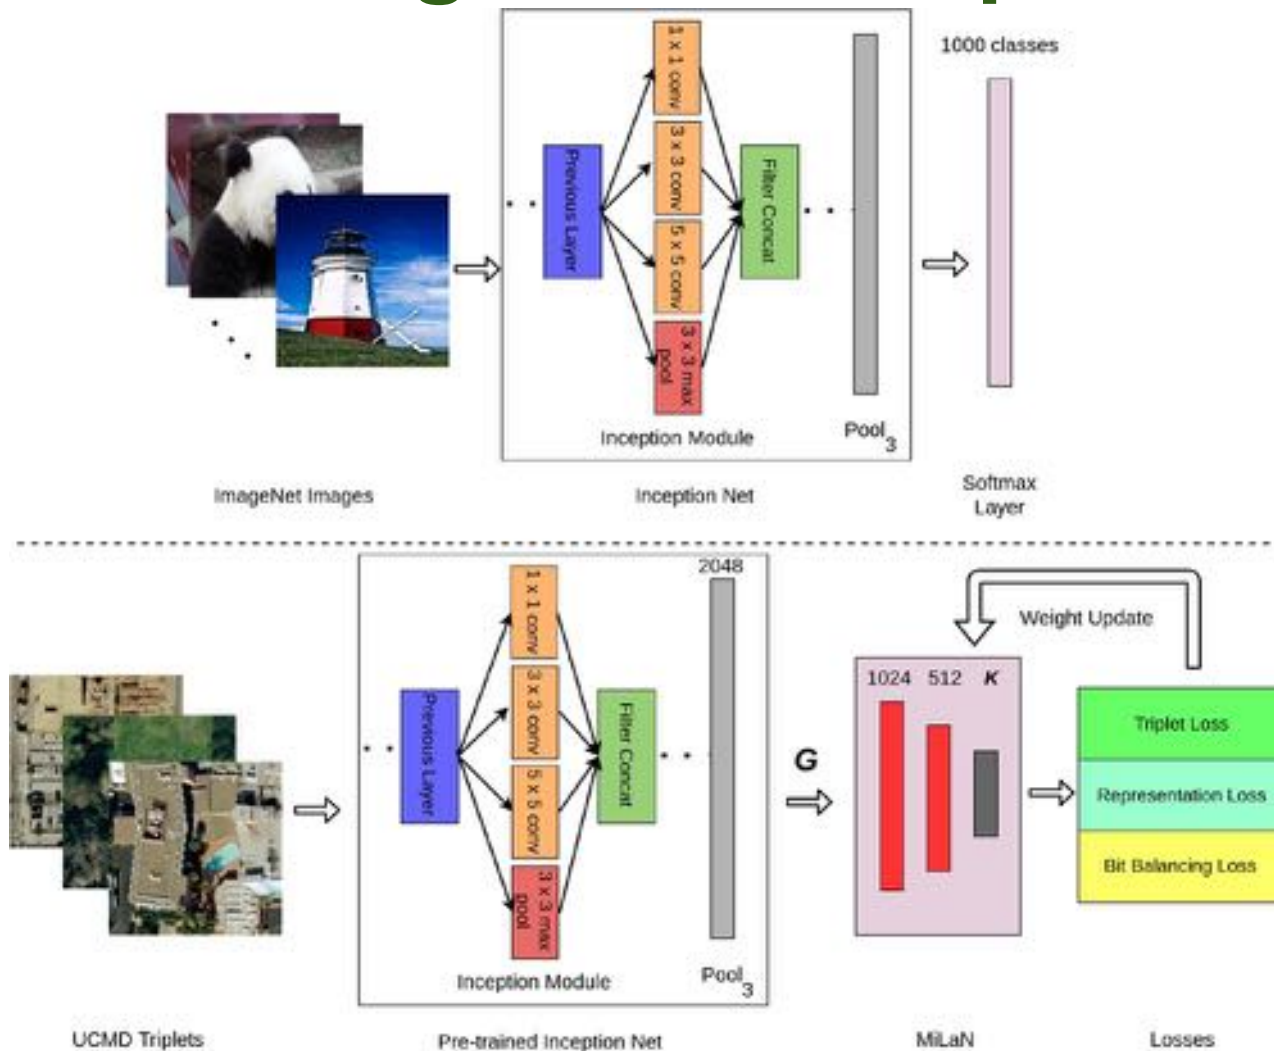 1000 classes
1 x 1 conv
3 x 3 conv
5 x 5 conv
3 x 3 max
pool
Previous Layer
Filter Concat
Inception Module
Pool3
ImageNet Images
Inception Net
Softmax
Layer
2048
1 x 1 conv
3 x 3 conv
5 x 5 conv
3 x 3 max
pool
Previous Layer
Filter Concat
Inception Module
Pool3
G
Weight Update
1024 512 K
Triplet Loss
Representation Loss
Bit Balancing Loss
UCMD Triplets
Pre-trained Inception Net
MiLaN
Losses